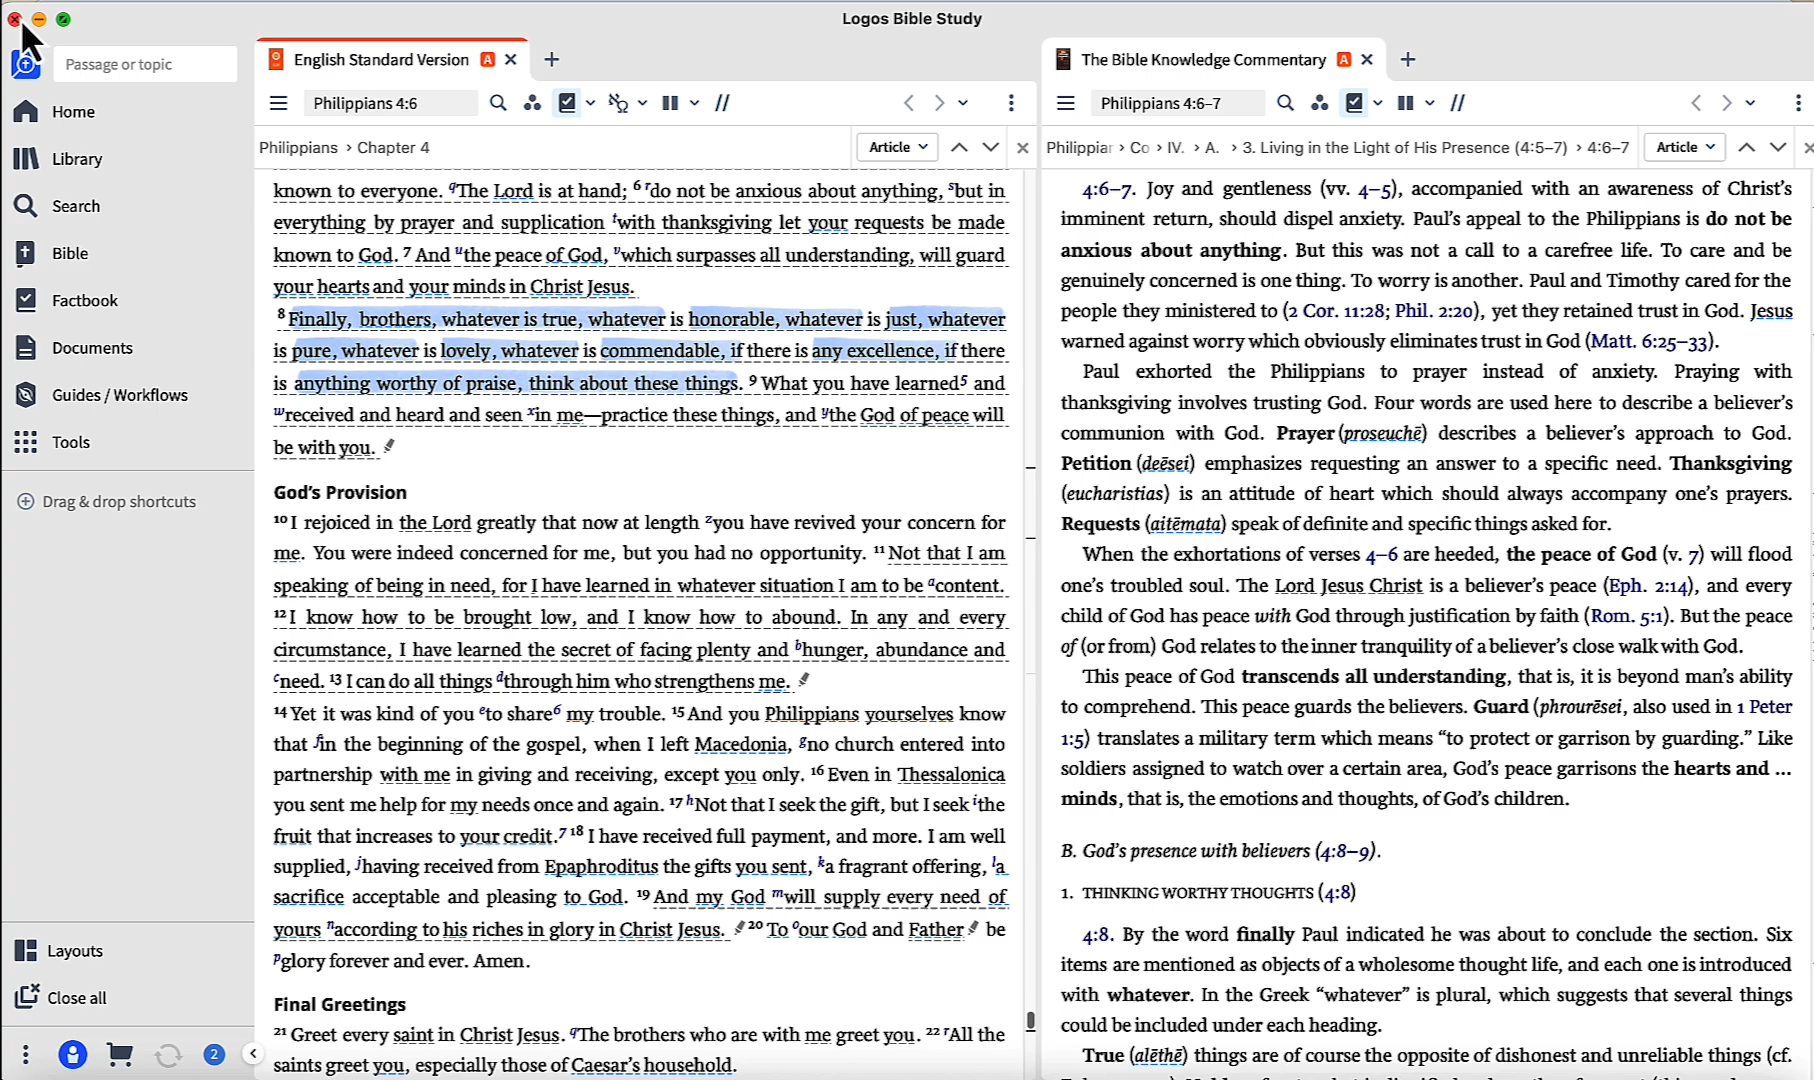 Logos Bible Study
Passage or topic
Home
Library
Search
Bible
Factbook
Documents
Guides / Workflows
Tools
Drag & drop shortcuts
Layouts
Close all
2
English Standard Version A
Philippians 4:6
Philippians › Chapter 4
Article
known to everyone. qThe Lord is at hand; 6 rdo not be anxious about anything, sbut in
everything by prayer and supplication twith thanksgiving let your requests be made
known to God. 7 And uthe peace of God, vwhich surpasses all understanding, will guard
your hearts and your minds in Christ Jesus.
8 Finally, brothers, whatever is true, whatever is honorable, whatever is just, whatever
is pure, whatever is lovely, whatever is commendable, if there is any excellence, if there
is anything worthy of praise, think about these things. 9 What you have learned5 and
wreceived and heard and seen xin me—practice these things, and ythe God of peace will
be with you.
God's Provision
10 I rejoiced in the Lord greatly that now at length zyou have revived your concern for
me. You were indeed concerned for me, but you had no opportunity. 11 Not that I am
speaking of being in need, for I have learned in whatever situation I am to be acontent.
12 I know how to be brought low, and I know how to abound. In any and every
circumstance, I have learned the secret of facing plenty and bhunger, abundance and
cneed. 13 I can do all things dthrough him who strengthens me.
14 Yet it was kind of you eto share6 my trouble. 15 And you Philippians yourselves know
that fin the beginning of the gospel, when I left Macedonia, gno church entered into
partnership with me in giving and receiving, except you only. 16 Even in Thessalonica
you sent me help for my needs once and again. 17 hNot that I seek the gift, but I seek ithe
fruit that increases to your credit.7 18 I have received full payment, and more. I am well
supplied, jhaving received from Epaphroditus the gifts you sent, ka fragrant offering, la
sacrifice acceptable and pleasing to God. 19 And my God mwill supply every need of
yours naccording to his riches in glory in Christ Jesus. 20 To oour God and Father be
pglory forever and ever. Amen.
Final Greetings
21 Greet every saint in Christ Jesus. qThe brothers who are with me greet you. 22 rAll the
saints greet you, especially those of Caesar's household.
The Bible Knowledge Commentary A
Philippians 4:6–7
Philippiar › Co › IV. › A. › 3. Living in the Light of His Presence (4:5–7) › 4:6–7
Article
4:6–7. Joy and gentleness (vv. 4–5), accompanied with an awareness of Christ's
imminent return, should dispel anxiety. Paul's appeal to the Philippians is do not be
anxious about anything. But this was not a call to a carefree life. To care and be
genuinely concerned is one thing. To worry is another. Paul and Timothy cared for the
people they ministered to (2 Cor. 11:28; Phil. 2:20), yet they retained trust in God. Jesus
warned against worry which obviously eliminates trust in God (Matt. 6:25–33).
Paul exhorted the Philippians to prayer instead of anxiety. Praying with
thanksgiving involves trusting God. Four words are used here to describe a believer's
communion with God. Prayer (proseuchē) describes a believer's approach to God.
Petition (deēsei) emphasizes requesting an answer to a specific need. Thanksgiving
(eucharistias) is an attitude of heart which should always accompany one's prayers.
Requests (aitēmata) speak of definite and specific things asked for.
When the exhortations of verses 4–6 are heeded, the peace of God (v. 7) will flood
one's troubled soul. The Lord Jesus Christ is a believer's peace (Eph. 2:14), and every
child of God has peace with God through justification by faith (Rom. 5:1). But the peace
of (or from) God relates to the inner tranquility of a believer's close walk with God.
This peace of God transcends all understanding, that is, it is beyond man's ability
to comprehend. This peace guards the believers. Guard (phrourēsei, also used in 1 Peter
1:5) translates a military term which means "to protect or garrison by guarding." Like
soldiers assigned to watch over a certain area, God's peace garrisons the hearts and ...
minds, that is, the emotions and thoughts, of God's children.
B. God's presence with believers (4:8–9).
1. THINKING WORTHY THOUGHTS (4:8)
4:8. By the word finally Paul indicated he was about to conclude the section. Six
items are mentioned as objects of a wholesome thought life, and each one is introduced
with whatever. In the Greek "whatever" is plural, which suggests that several things
could be included under each heading.
True (alēthē) things are of course the opposite of dishonest and unreliable things (cf.